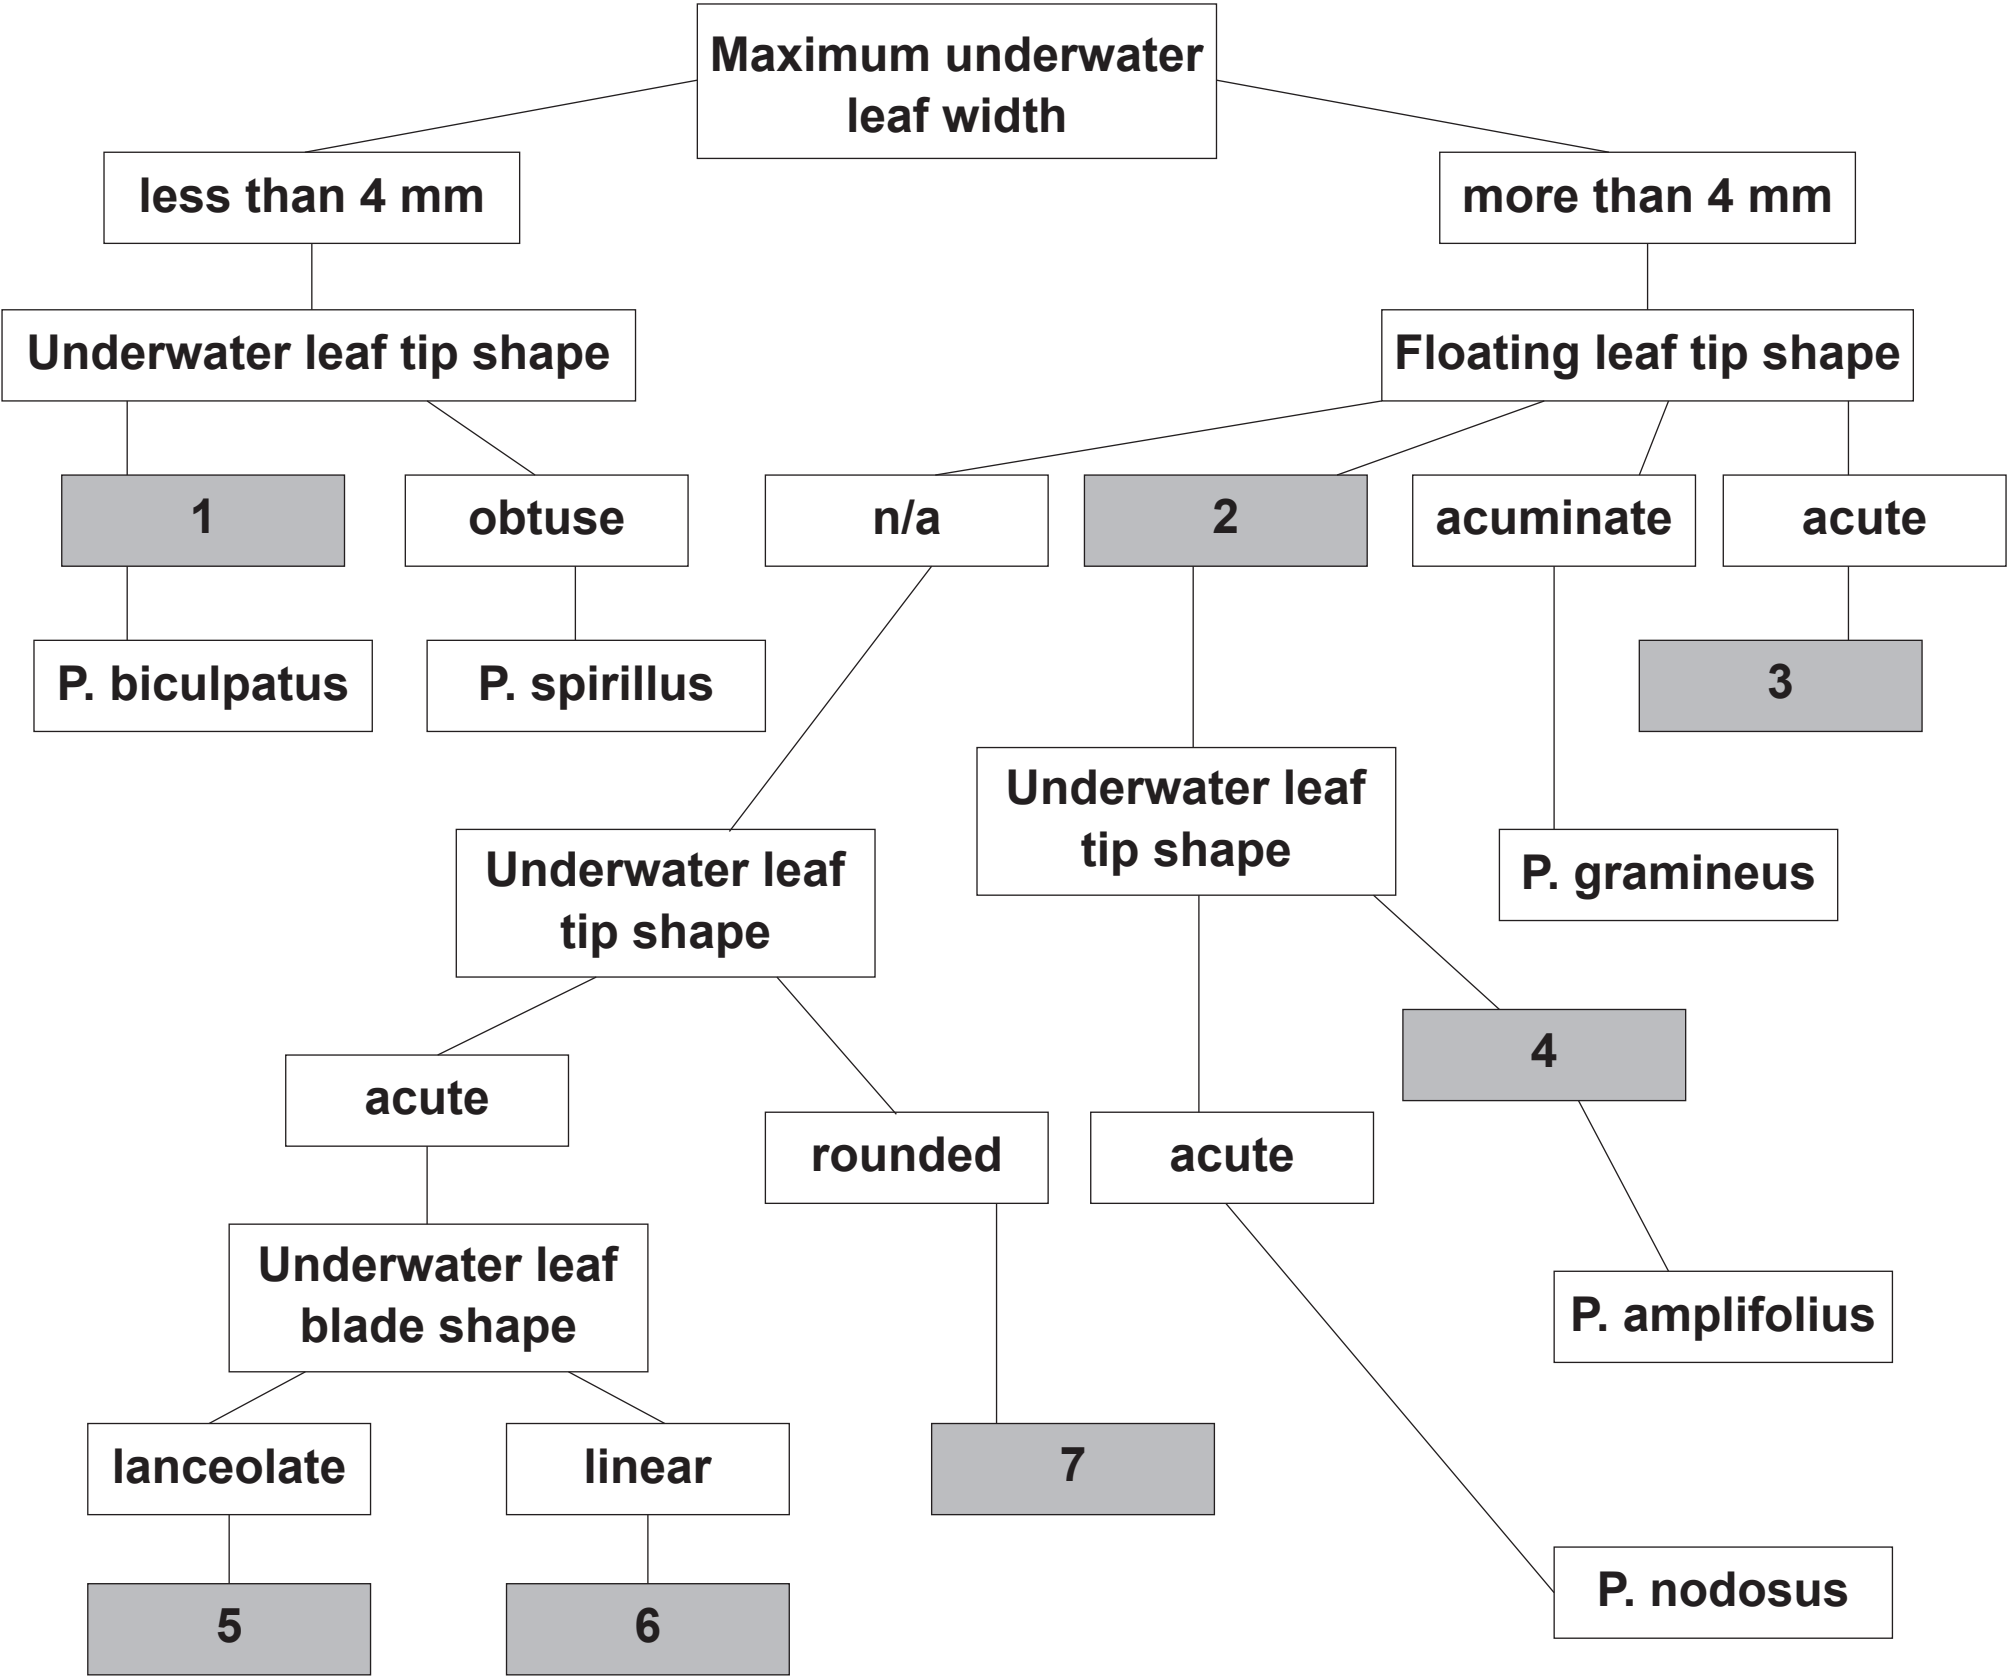 Maximum underwater
leaf width
less than 4 mm
more than 4 mm
Underwater leaf tip shape
Floating leaf tip shape
1
obtuse
n/a
2
acuminate
acute
P. biculpatus
P. spirillus
3
Underwater leaf
tip shape
Underwater leaf
tip shape
P. gramineus
4
acute
rounded
acute
Underwater leaf
blade shape
P. amplifolius
lanceolate
linear
7
P. nodosus
5
6